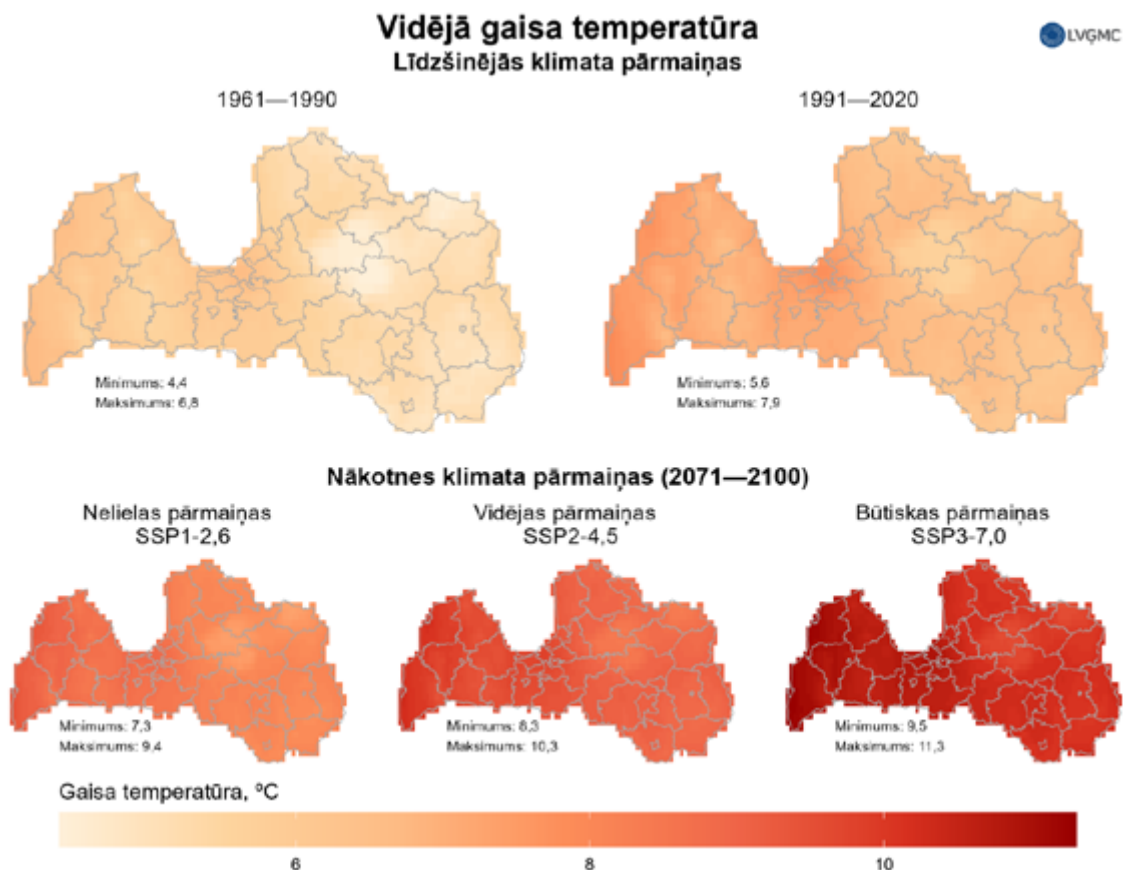 Vidējā gaisa temperatūra
LVĢMC
Līdzšinējās klimata pārmaiņas
1961—1990
1991—2020
Minimums: 4,4
Maksimums: 6,8
Minimums: 5,6
Maksimums: 7,9
Nākotnes klimata pārmaiņas (2071—2100)
Nelielas pārmaiņas
SSP1-2,6
Vidējas pārmaiņas
SSP2-4,5
Būtiskas pārmaiņas
SSP3-7,0
Minimums: 7,3
Maksimums: 9,4
Minimums: 8,3
Maksimums: 10,3
Minimums: 9,5
Maksimums: 11,3
Gaisa temperatūra, ºC
6
8
10